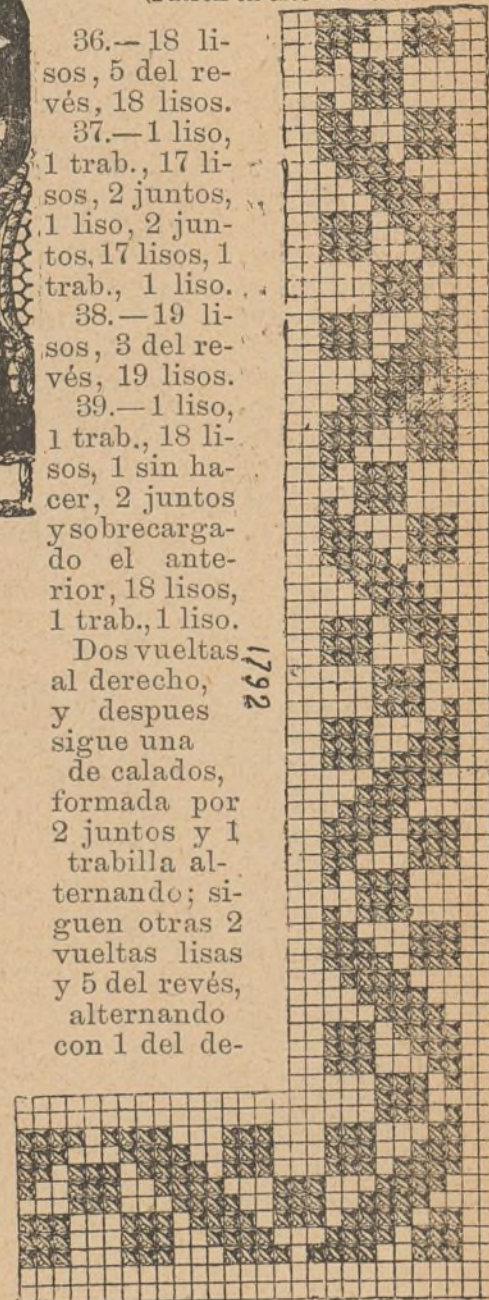 36.—18 li-
sos, 5 del re-
vés, 18 lisos.
37.—1 liso,
1 trab., 17 li-
sos, 2 juntos,
1 liso, 2 jun-
tos, 17 lisos, 1
trab., 1 liso.
38.—19 li-
sos, 3 del re-
vés, 19 lisos.
39.—1 liso,
1 trab., 18 li-
sos, 1 sin ha-
cer, 2 juntos
y sobrecarga-
do el ante-
rior, 18 lisos,
1 trab., 1 liso.
Dos vueltas
al derecho,
y despues
sigue una
de calados,
formada por
2 juntos y 1
trabilla al-
ternando; si-
guen otras 2
vueltas lisas
y 5 del revés,
alternando
con 1 del de-
1792